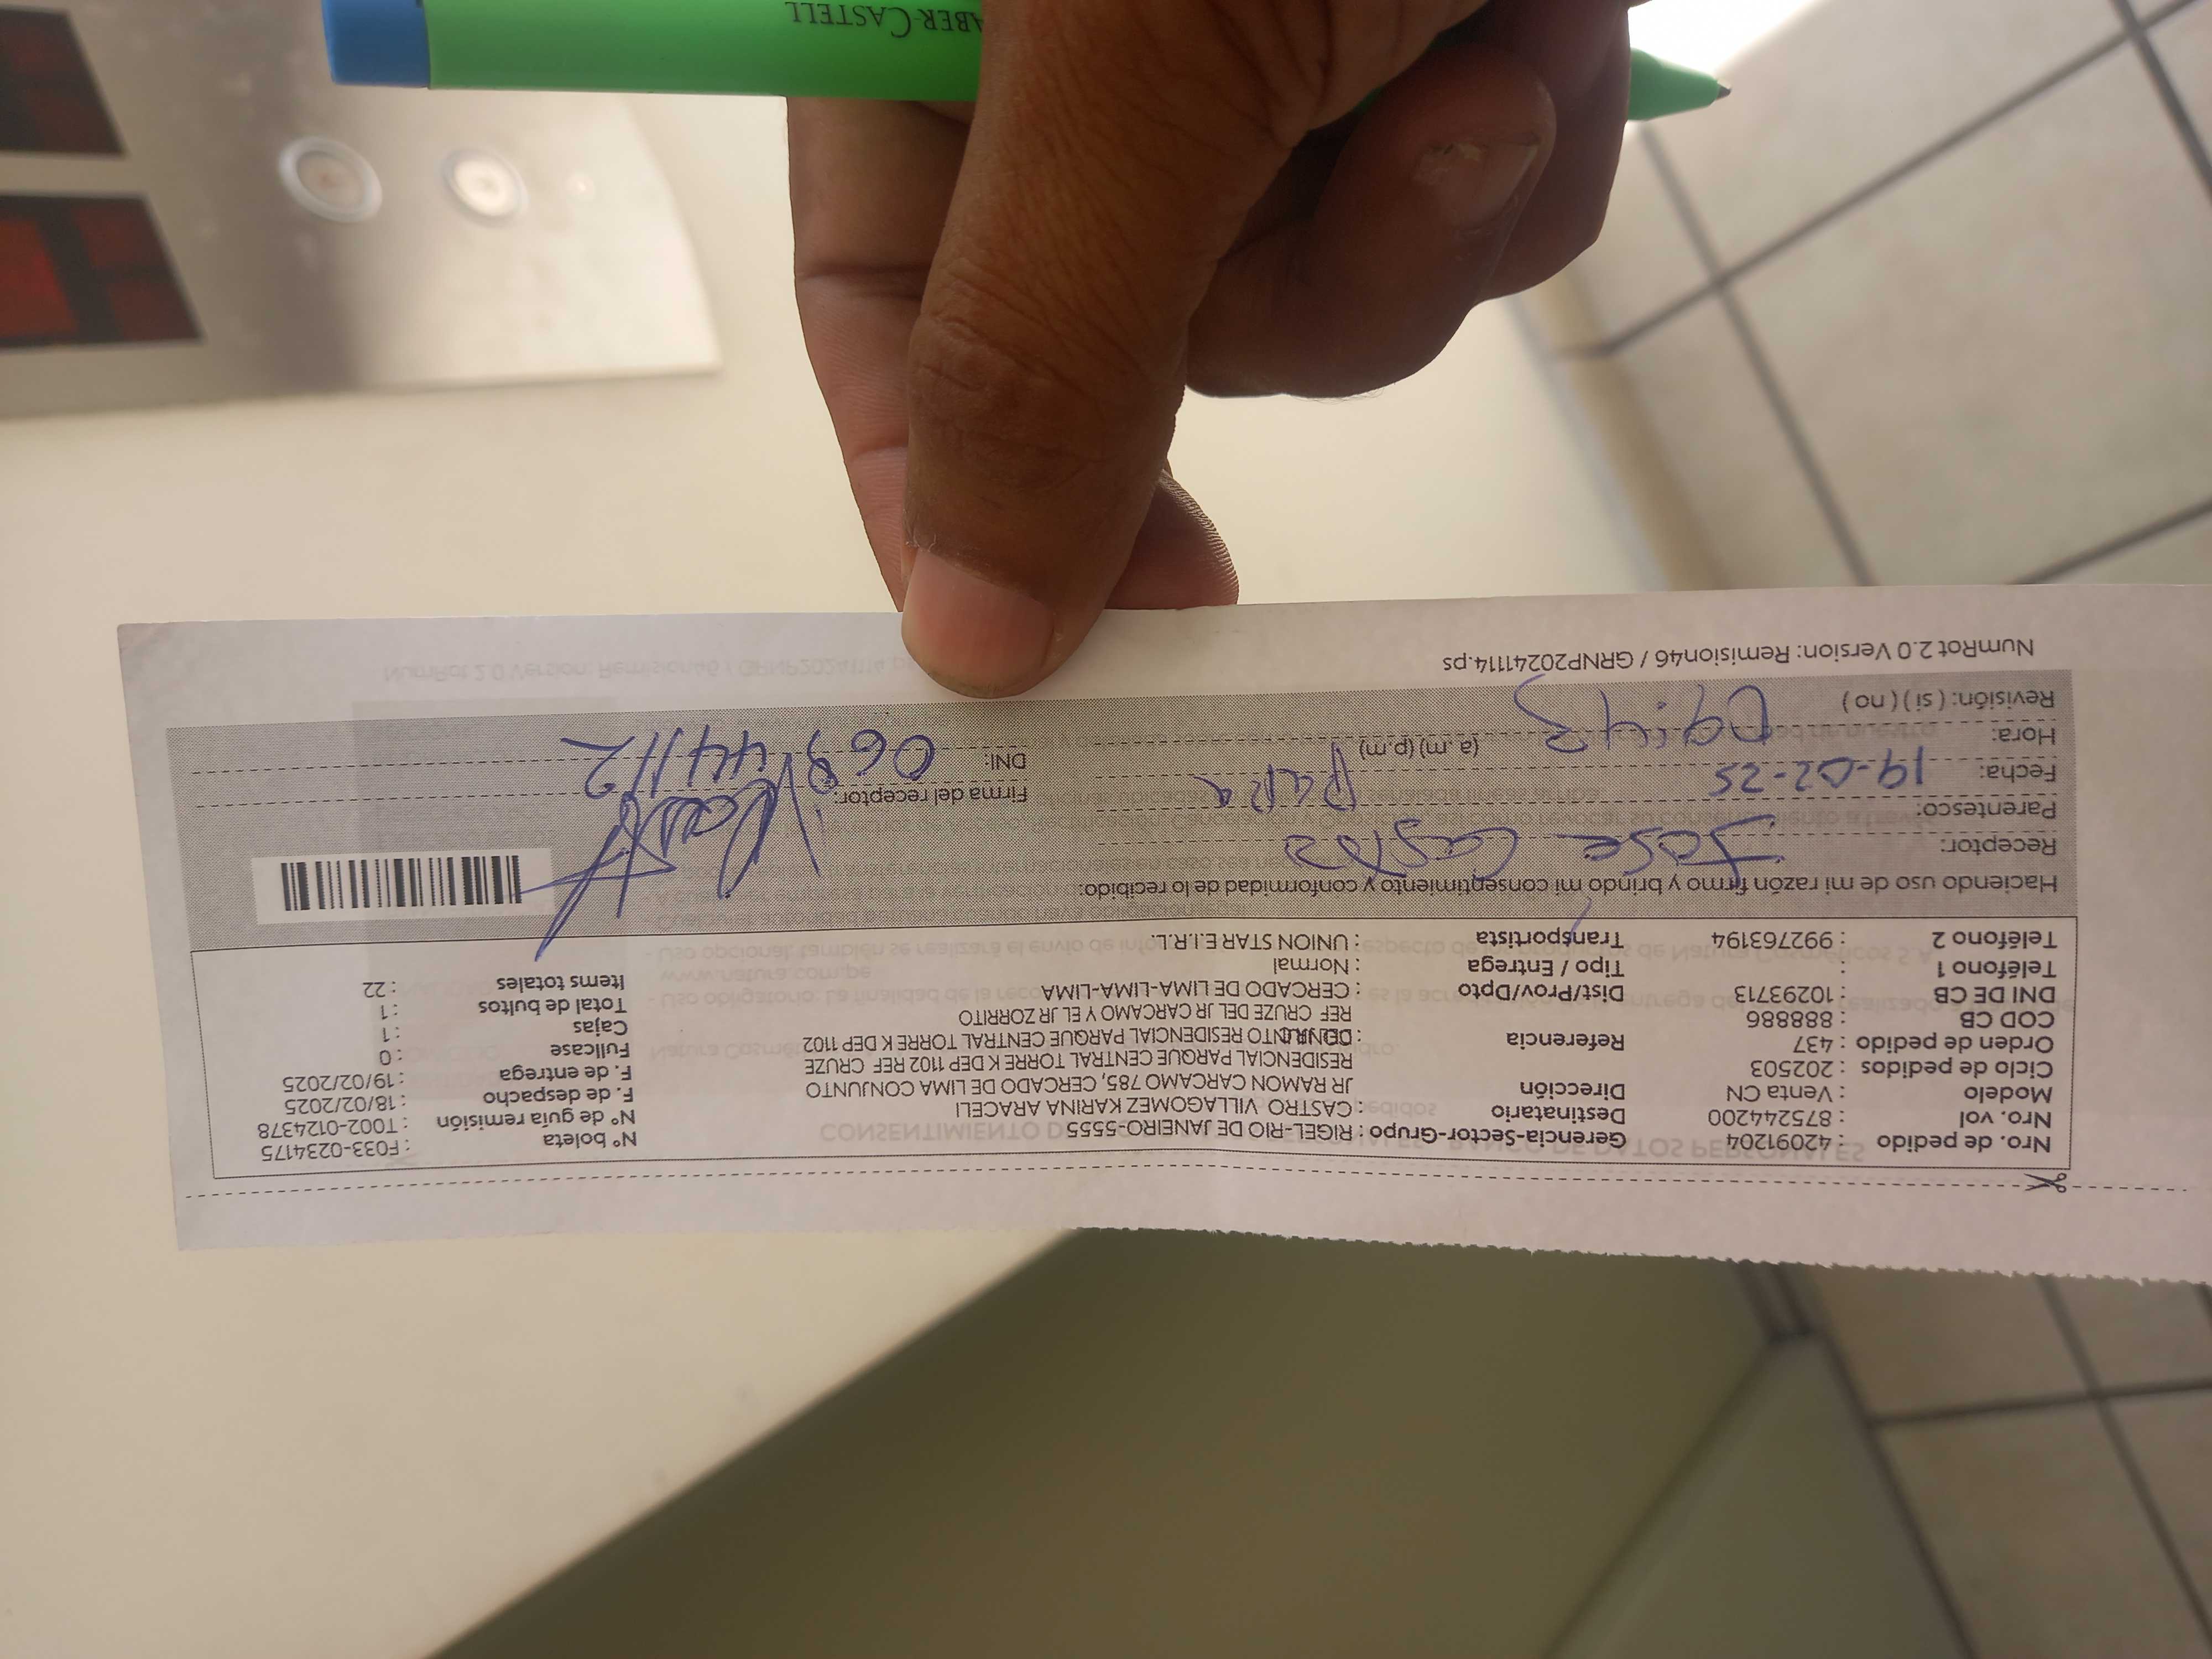 Nro. de pedido : 42091204 Gerencia-Sector-Grupo : RIGEL-RIO DE JANEIRO-5555 N° boleta : F033-0234175
Nro. vol : 875244200 Destinatario : CASTRO VILLAGOMEZ KARINA ARACELI N° de guía remisión : T002-0124378
Modelo : Venta CN Dirección JR RAMON CARCAMO 785, CERCADO DE LIMA CONJUNTO F. de despacho : 18/02/2025
Ciclo de pedidos : 202503 RESIDENCIAL PARQUE CENTRAL TORRE K DEP 1102 REF CRUZE F. de entrega : 19/02/2025
Orden de pedido : 437 Referencia : RESIDENCIAL PARQUE CENTRAL TORRE K DEP 1102 Fullcase : 0
COD CB : 888886 REF CRUZE DEL JR CARCAMO Y EL JR ZORRITO Cajas : 1
DNI DE CB : 10293713 Dist/Prov/Dpto : CERCADO DE LIMA-LIMA-LIMA Total de bultos : 1
Teléfono 1 : Tipo / Entrega : Normal Items totales : 22
Teléfono 2 : 992763194 Transportista : UNION STAR E.I.R.L.
Haciendo uso de mi razón firmo y brindo mi consentimiento y conformidad de lo recibido:
Receptor: Jose Castro
Parentesco: Papa Firma del receptor:
Fecha: 19-02-25
Hora: 09:43 (a.m) (p.m) DNI: 06844112
Revisión: ( si ) ( no )
NumRot 2.0 Version: Remision46 / GRNP20241114.ps
CASTELL